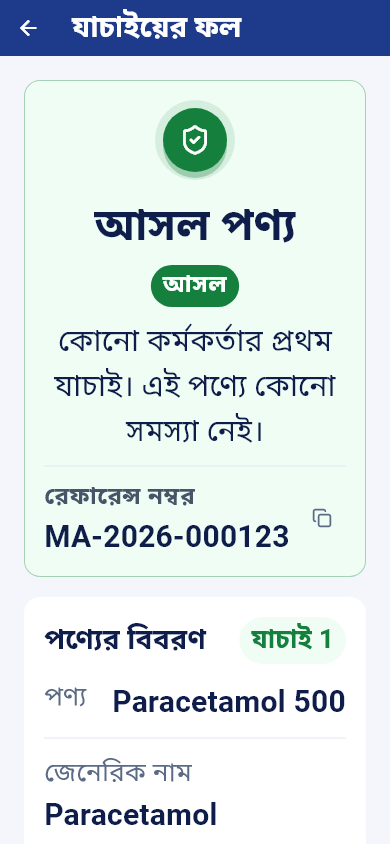 যাচাইয়ের ফল
আসল পণ্য
আসল
কোনো কর্মকর্তার প্রথম
যাচাই। এই পণ্যে কোনো
সমস্যা নেই।
রেফারেন্স নম্বর
MA-2026-000123
পণ্যের বিবরণ
যাচাই 1
পণ্য
Paracetamol 500
জেনেরিক নাম
Paracetamol